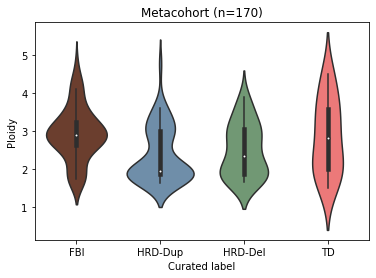 Metacohort (n=170)
Ploidy
5
4
3
2
1
FBI HRD-Dup HRD-Del TD
Curated label